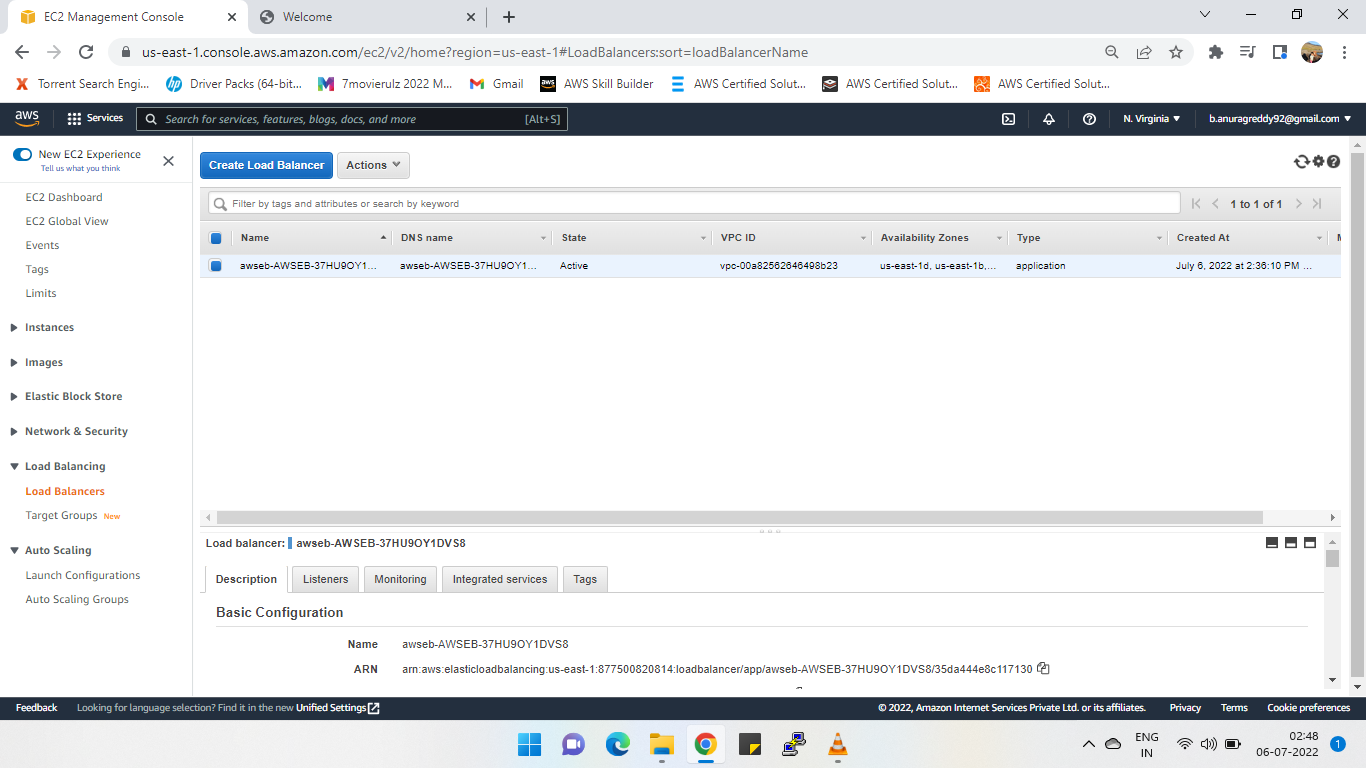 EC2 Management Console
Welcome
us-east-1.console.aws.amazon.com/ec2/v2/home?region=us-east-1#LoadBalancers:sort=loadBalancerName
Torrent Search Engi...
Driver Packs (64-bit...
7movierulz 2022 M...
Gmail
AWS Skill Builder
AWS Certified Solut...
AWS Certified Solut...
AWS Certified Solut...
aws
Services
Search for services, features, blogs, docs, and more
[Alt+S]
N. Virginia
b.anuragreddy92@gmail.com
New EC2 Experience
Tell us what you think
EC2 Dashboard
EC2 Global View
Events
Tags
Limits
Instances
Images
Elastic Block Store
Network & Security
Load Balancing
Load Balancers
Target Groups New
Auto Scaling
Launch Configurations
Auto Scaling Groups
Create Load Balancer
Actions
Filter by tags and attributes or search by keyword
1 to 1 of 1
Name DNS name State VPC ID Availability Zones Type Created At M
awseb-AWSEB-37HU9OY1... awseb-AWSEB-37HU9OY1... Active vpc-00a82562646498b23 us-east-1d, us-east-1b,... application July 6, 2022 at 2:36:10 PM ...
Load balancer: awseb-AWSEB-37HU9OY1DVS8
Description Listeners Monitoring Integrated services Tags
Basic Configuration
Name awseb-AWSEB-37HU9OY1DVS8
ARN arn:aws:elasticloadbalancing:us-east-1:877500820814:loadbalancer/app/awseb-AWSEB-37HU9OY1DVS8/35da444e8c117130
Feedback
Looking for language selection? Find it in the new Unified Settings
© 2022, Amazon Internet Services Private Ltd. or its affiliates.
Privacy
Terms
Cookie preferences
ENG
IN
02:48
06-07-2022
1